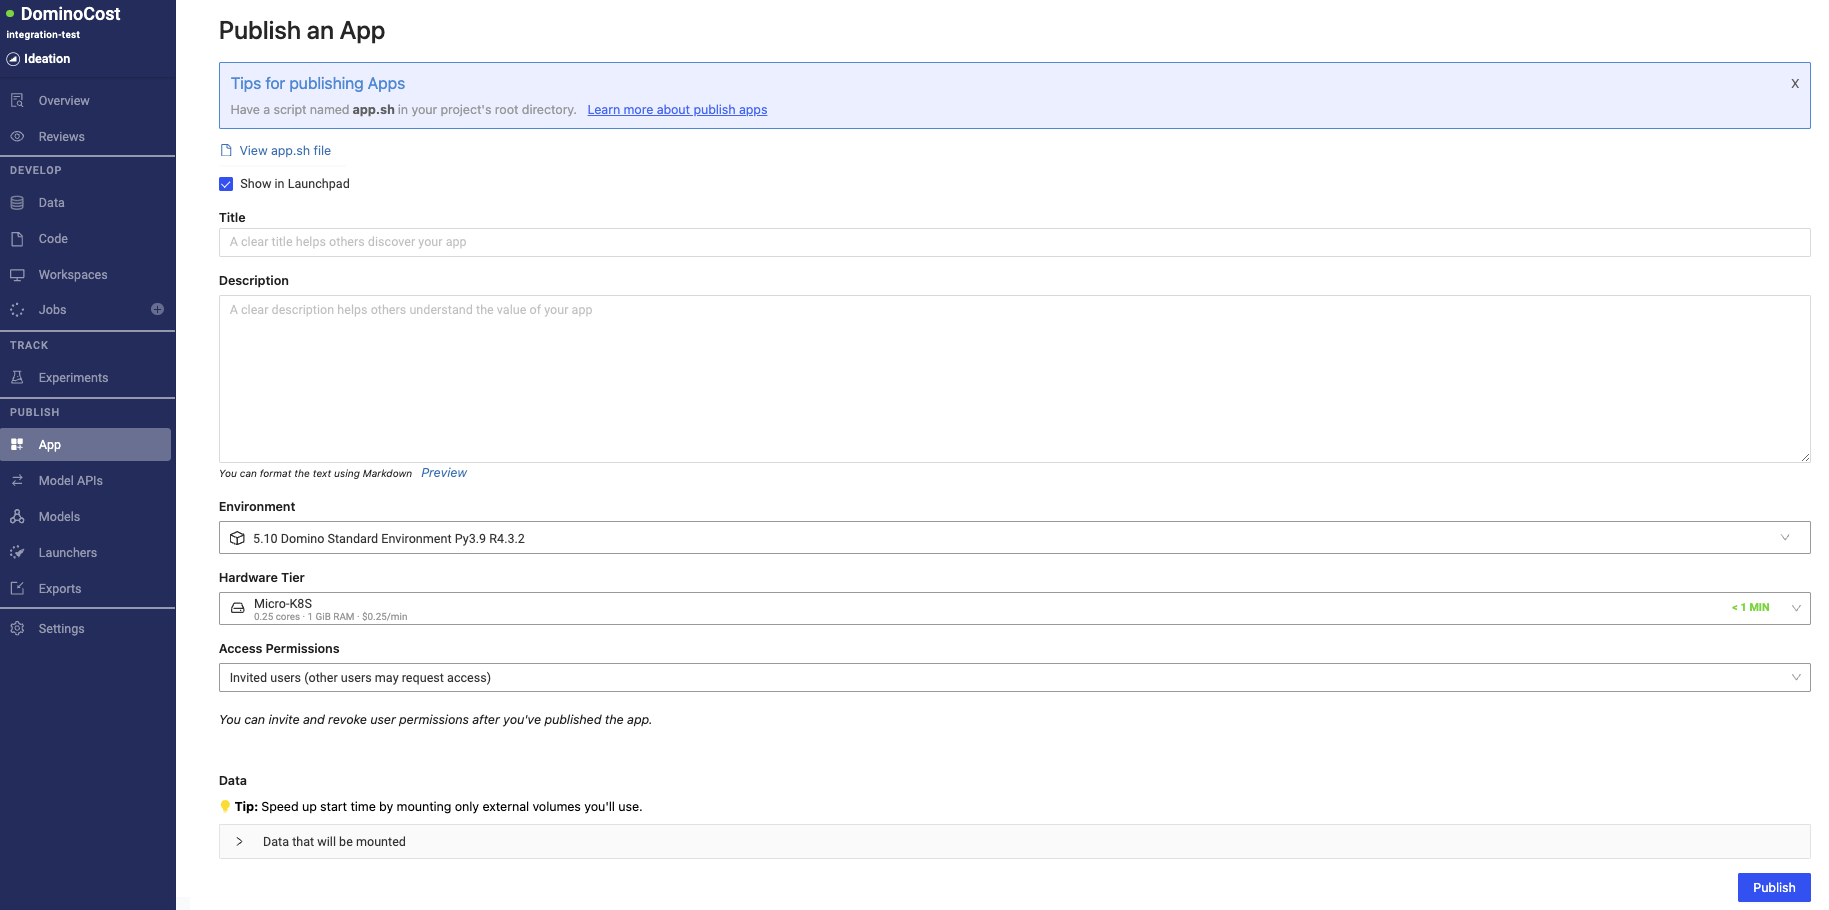 DominoCost
integration-test
Ideation
Overview
Reviews
DEVELOP
Data
Code
Workspaces
Jobs
TRACK
Experiments
PUBLISH
App
Model APIs
Models
Launchers
Exports
Settings
Publish an App
Tips for publishing Apps
X
Have a script named app.sh in your project's root directory. Learn more about publish apps
View app.sh file
Show in Launchpad
Title
A clear title helps others discover your app
Description
A clear description helps others understand the value of your app
You can format the text using Markdown Preview
Environment
5.10 Domino Standard Environment Py3.9 R4.3.2
Hardware Tier
Micro-K8S
0.25 cores · 1 GiB RAM · $0.25/min
< 1 MIN
Access Permissions
Invited users (other users may request access)
You can invite and revoke user permissions after you've published the app.
Data
Tip: Speed up start time by mounting only external volumes you'll use.
Data that will be mounted
Publish